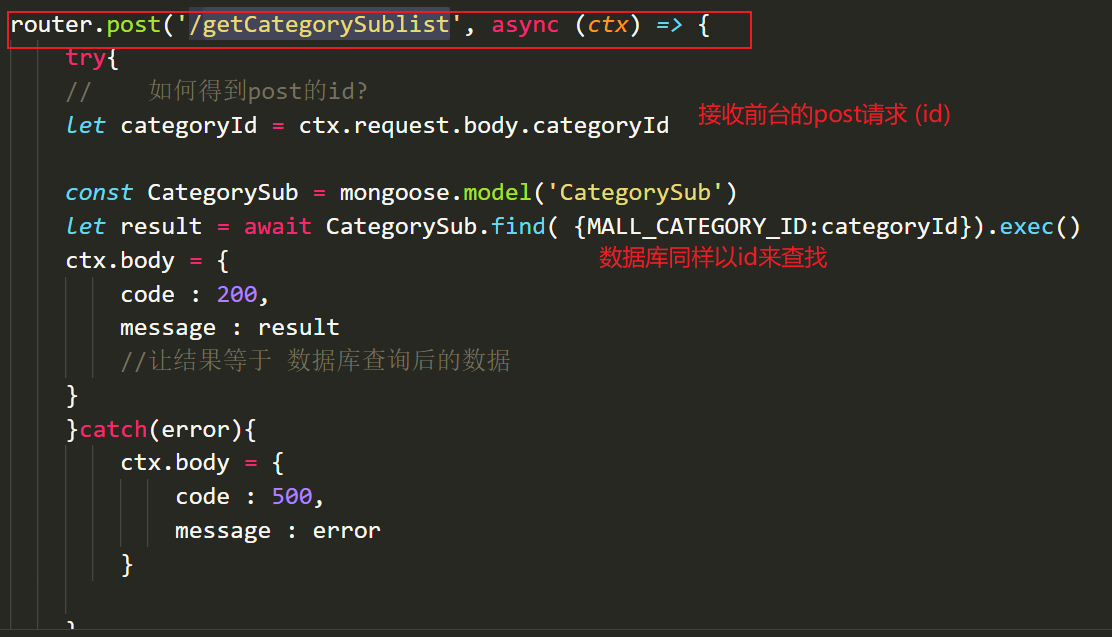 router.post('/getCategorySublist', async (ctx) => {
try{
//    如何得到post的id?
let categoryId = ctx.request.body.categoryId
接收前台的post请求 (id)
const CategorySub = mongoose.model('CategorySub')
let result = await CategorySub.find( {MALL_CATEGORY_ID:categoryId}).exec()
数据库同样以id来查找
ctx.body = {
code : 200,
message : result
//让结果等于 数据库查询后的数据
}
}catch(error){
ctx.body = {
code : 500,
message : error
}
}